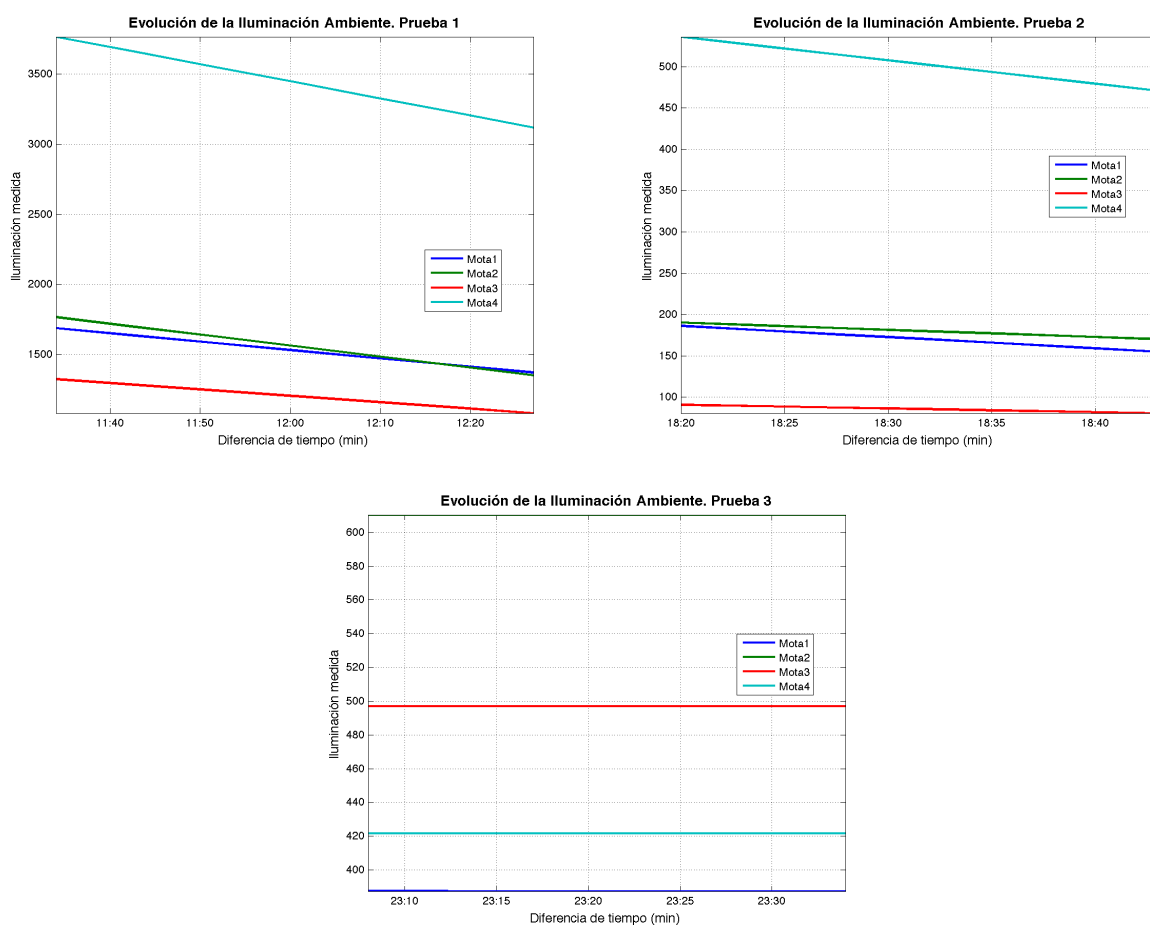 Evolución de la Iluminación Ambiente. Prueba 1
Iluminación medida
3500
3000
2500
2000
1500
11:40 11:50 12:00 12:10 12:20
Diferencia de tiempo (min)
Mota1
Mota2
Mota3
Mota4
Evolución de la Iluminación Ambiente. Prueba 2
Iluminación medida
500
450
400
350
300
250
200
150
100
18:20 18:25 18:30 18:35 18:40
Diferencia de tiempo (min)
Mota1
Mota2
Mota3
Mota4
Evolución de la Iluminación Ambiente. Prueba 3
Iluminación medida
600
580
560
540
520
500
480
460
440
420
400
23:10 23:15 23:20 23:25 23:30
Diferencia de tiempo (min)
Mota1
Mota2
Mota3
Mota4